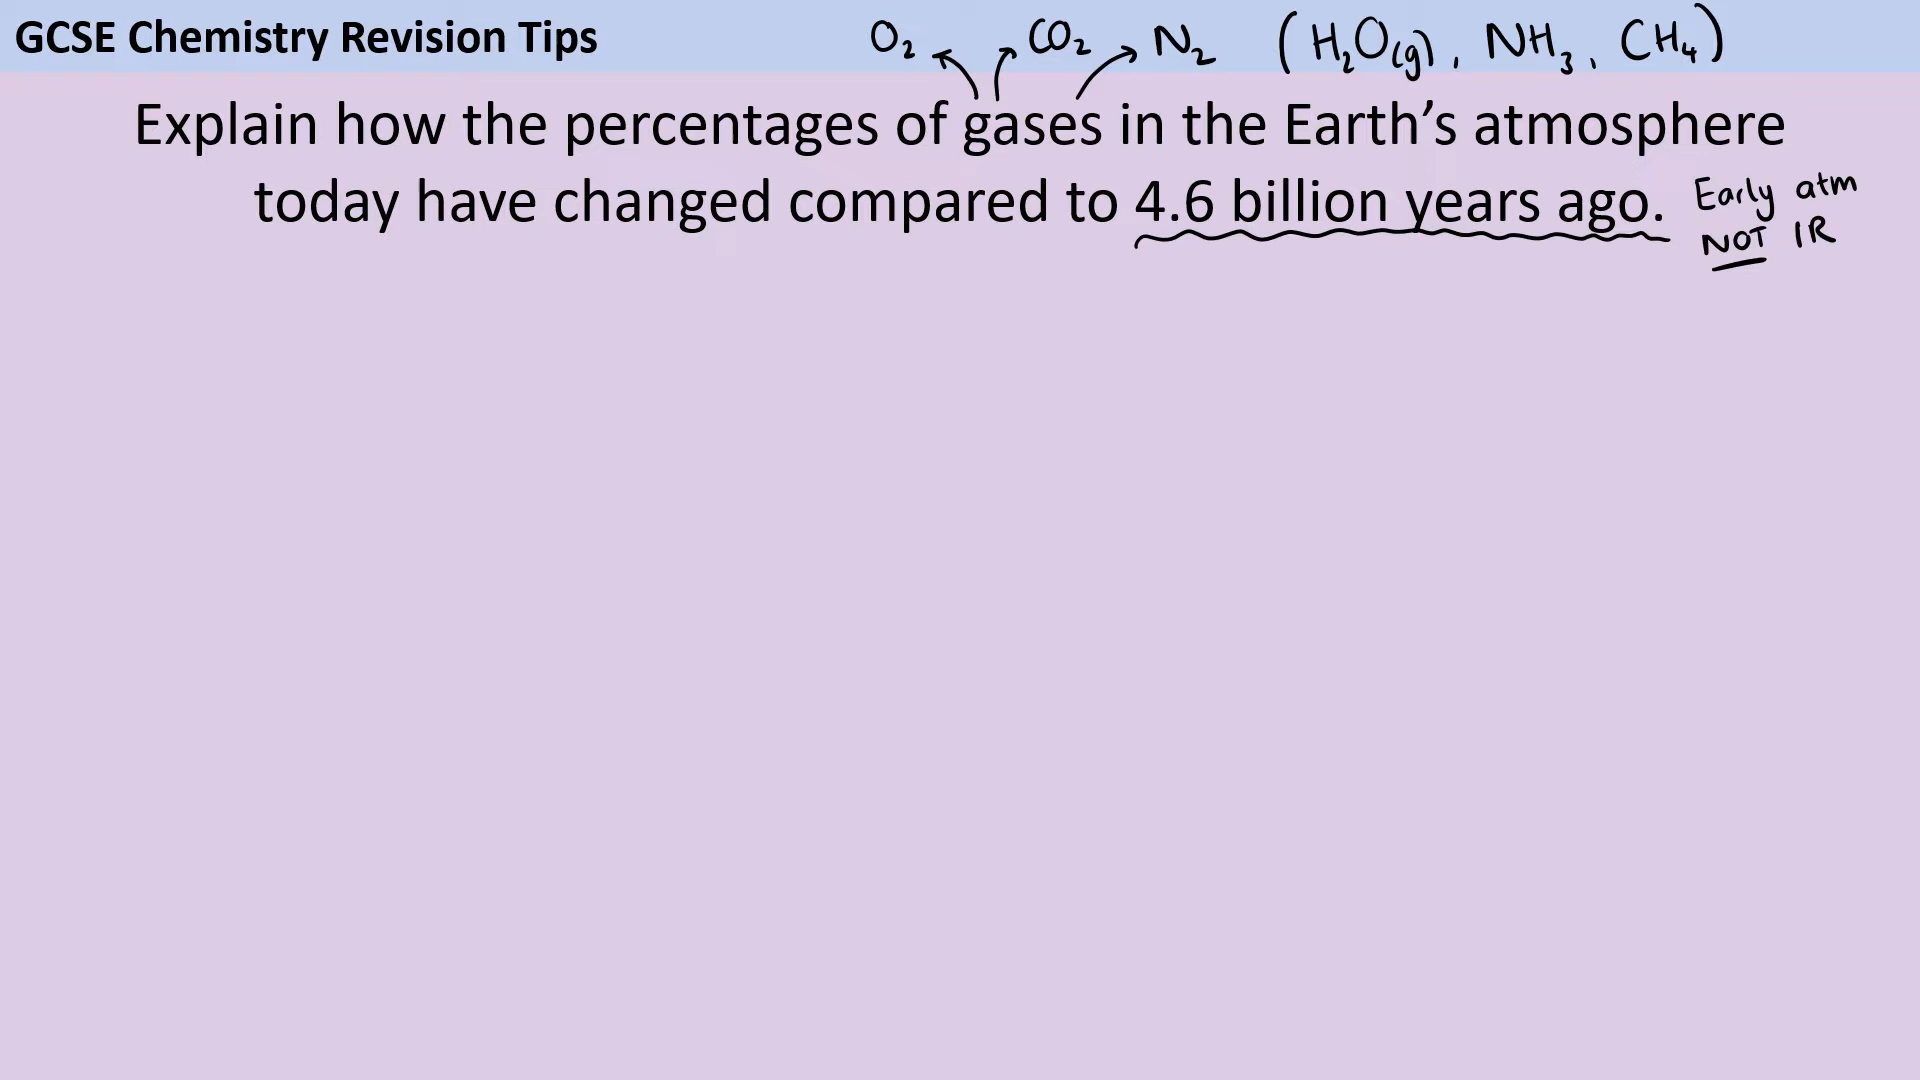 GCSE Chemistry Revision Tips
O₂ CO₂ N₂ (H₂O(g), NH₃, CH₄)
Explain how the percentages of gases in the Earth’s atmosphere
today have changed compared to 4.6 billion years ago.
Early atm
NOT IR